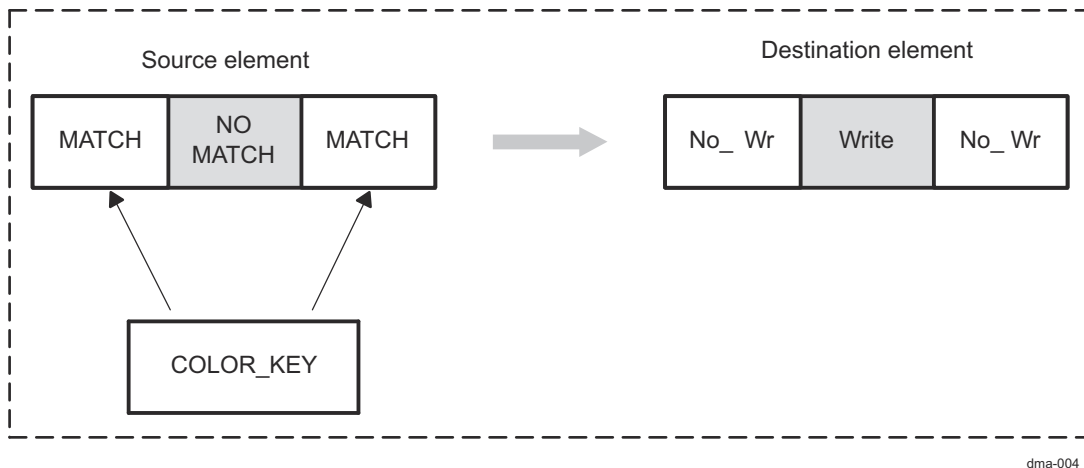 Source element
Destination element
MATCH
NO
MATCH
MATCH
No_ Wr
Write
No_ Wr
COLOR_KEY
dma-004